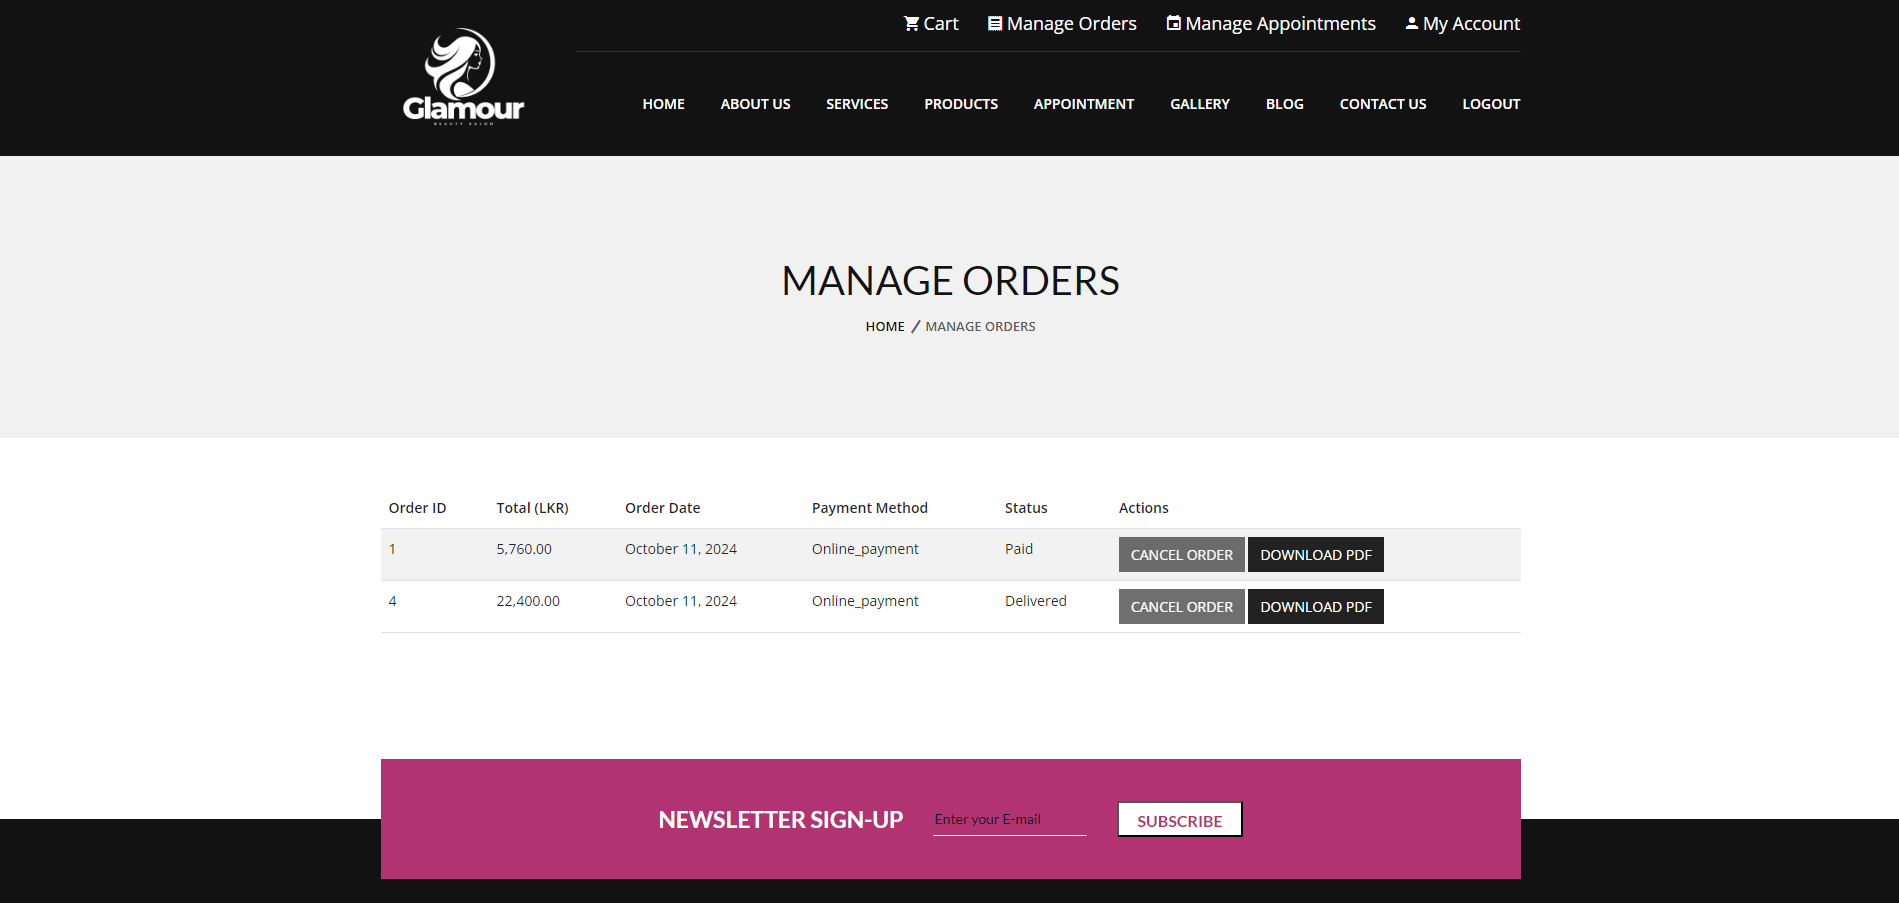 Cart Manage Orders Manage Appointments My Account
Glamour
BEAUTY SALON
HOME ABOUT US SERVICES PRODUCTS APPOINTMENT GALLERY BLOG CONTACT US LOGOUT
MANAGE ORDERS
HOME / MANAGE ORDERS
Order ID Total (LKR) Order Date Payment Method Status Actions
1 5,760.00 October 11, 2024 Online_payment Paid CANCEL ORDER DOWNLOAD PDF
4 22,400.00 October 11, 2024 Online_payment Delivered CANCEL ORDER DOWNLOAD PDF
NEWSLETTER SIGN-UP Enter your E-mail SUBSCRIBE